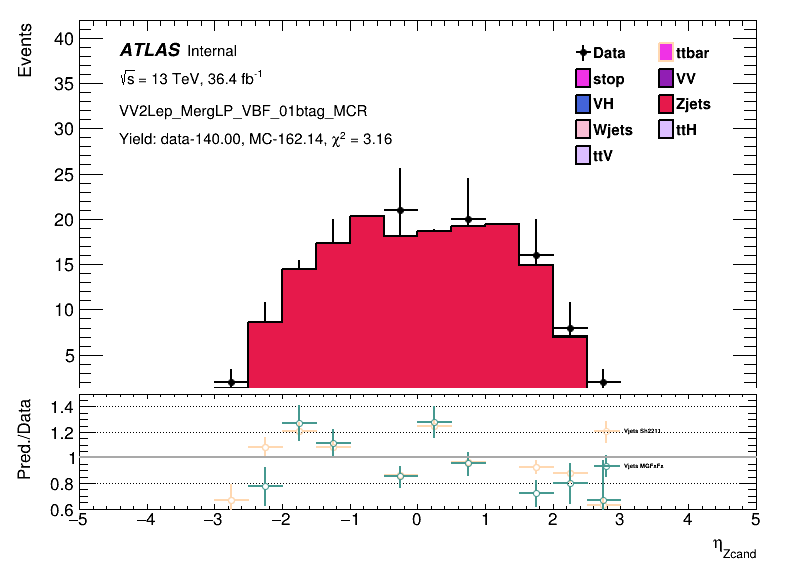 Events
ATLAS Internal
√s = 13 TeV, 36.4 fb⁻¹
VV2Lep_MergLP_VBF_01btag_MCR
Yield: data-140.00, MC-162.14, χ² = 3.16
Data
ttbar
stop
VV
VH
Zjets
Wjets
ttH
ttV
40
35
30
25
20
15
10
5
Pred./Data
1.4
1.2
1
0.8
0.6
Vjets Sh2211
Vjets MGFxFx
−5 −4 −3 −2 −1 0 1 2 3 4 5
η_Zcand